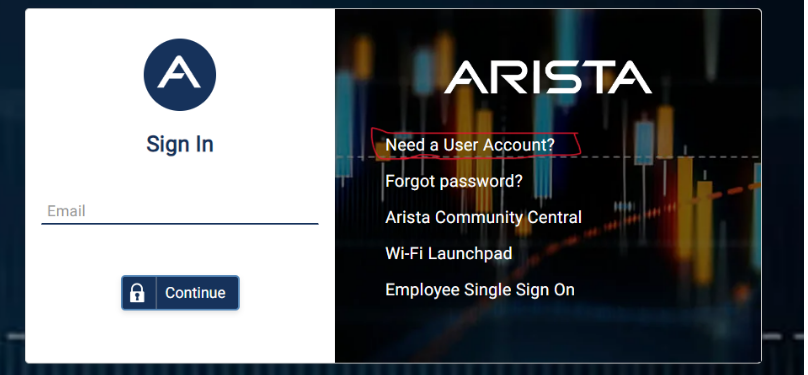 Sign In
Email
Continue
ARISTA
Need a User Account?
Forgot password?
Arista Community Central
Wi-Fi Launchpad
Employee Single Sign On